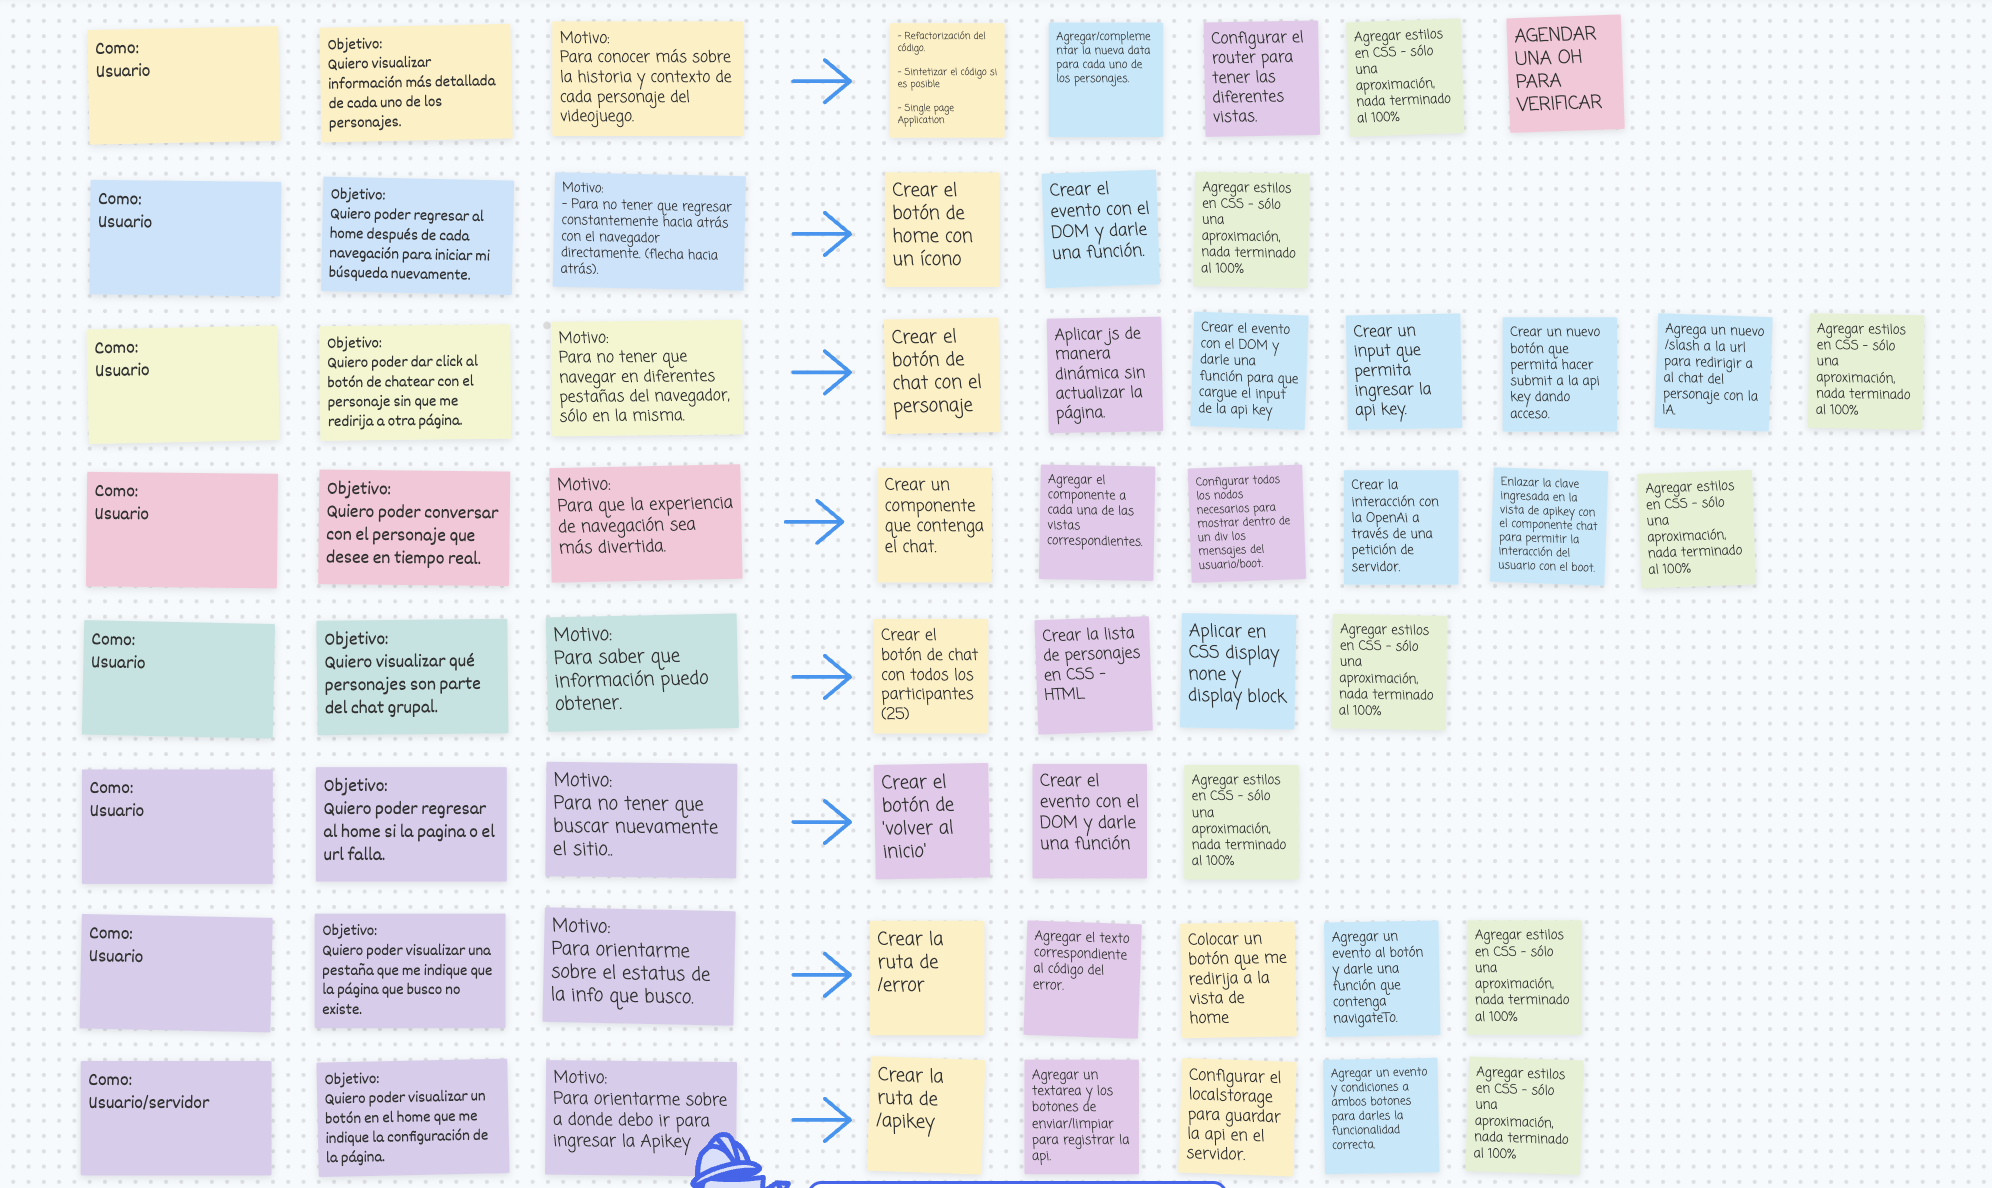 Como:
Usuario
Objetivo:
Quiero visualizar
información más detallada
de cada uno de los
personajes.
Motivo:
Para conocer más sobre
la historia y contexto de
cada personaje del
videojuego.
- Refactorización del
código.
- Sintetizar el código si
es posible
- Single page
Application
Agregar/compleme
ntar la nueva data
para cada uno de
los personajes.
Configurar el
router para
tener las
diferentes
vistas.
Agregar estilos
en CSS - sólo
una
aproximación,
nada terminado
al 100%
AGENDAR
UNA OH
PARA
VERIFICAR
Como:
Usuario
Objetivo:
Quiero poder regresar al
home después de cada
navegación para iniciar mi
búsqueda nuevamente.
Motivo:
- Para no tener que regresar
constantemente hacia atrás
con el navegador
directamente. (flecha hacia
atrás).
Crear el
botón de
home con
un ícono
Crear el
evento con el
DOM y darle
una función.
Agregar estilos
en CSS - sólo
una
aproximación,
nada terminado
al 100%
Como:
Usuario
Objetivo:
Quiero poder dar click al
botón de chatear con el
personaje sin que me
redirija a otra página.
Motivo:
Para no tener que
navegar en diferentes
pestañas del navegador,
sólo en la misma.
Crear el
botón de
chat con el
personaje
Aplicar js de
manera
dinámica sin
actualizar la
página.
Crear el evento
con el DOM y
darle una
función para que
cargue el input
de la api key
Crear un
input que
permita
ingresar la
api key.
Crear un nuevo
botón que
permita hacer
submit a la api
key dando
acceso.
Agrega un nuevo
/slash a la url
para redirigir a
al chat del
personaje con la
IA.
Agregar estilos
en CSS - sólo
una
aproximación,
nada terminado
al 100%
Como:
Usuario
Objetivo:
Quiero poder conversar
con el personaje que
desee en tiempo real.
Motivo:
Para que la experiencia
de navegación sea
más divertida.
Crear un
componente
que contenga
el chat.
Agregar el
componente a
cada una de las
vistas
correspondientes.
Configurar todos
los nodos
necesarios para
mostrar dentro de
un div los
mensajes del
usuario/boot.
Crear la
interacción con
la OpenAi a
través de una
petición de
servidor.
Enlazar la clave
ingresada en la
vista de apikey con
el componente chat
para permitir la
interacción del
usuario con el boot.
Agregar estilos
en CSS - sólo
una
aproximación,
nada terminado
al 100%
Como:
Usuario
Objetivo:
Quiero visualizar qué
personajes son parte
del chat grupal.
Motivo:
Para saber que
información puedo
obtener.
Crear el
botón de chat
con todos los
participantes
(25)
Crear la lista
de personajes
en CSS -
HTML
Aplicar en
CSS display
none y
display block
Agregar estilos
en CSS - sólo
una
aproximación,
nada terminado
al 100%
Como:
Usuario
Objetivo:
Quiero poder regresar
al home si la pagina o el
url falla.
Motivo:
Para no tener que
buscar nuevamente
el sitio..
Crear el
botón de
'volver al
inicio'
Crear el
evento con el
DOM y darle
una función
Agregar estilos
en CSS - sólo
una
aproximación,
nada terminado
al 100%
Como:
Usuario
Objetivo:
Quiero poder visualizar una
pestaña que me indique que
la página que busco no
existe.
Motivo:
Para orientarme
sobre el estatus de
la info que busco.
Crear la
ruta de
/error
Agregar el texto
correspondiente
al código del
error.
Colocar un
botón que me
redirija a la
vista de
home
Agregar un
evento al botón
y darle una
función que
contenga
navigateTo.
Agregar estilos
en CSS - sólo
una
aproximación,
nada terminado
al 100%
Como:
Usuario/servidor
Objetivo:
Quiero poder visualizar un
botón en el home que me
indique la configuración de
la página.
Motivo:
Para orientarme sobre
a donde debo ir para
ingresar la Apikey
Crear la
ruta de
/apikey
Agregar un
textarea y los
botones de
enviar/limpiar
para registrar la
api.
Configurar el
localstorage
para guardar
la api en el
servidor.
Agregar un evento
y condiciones a
ambos botones
para darles la
funcionalidad
correcta.
Agregar estilos
en CSS - sólo
una
aproximación,
nada terminado
al 100%